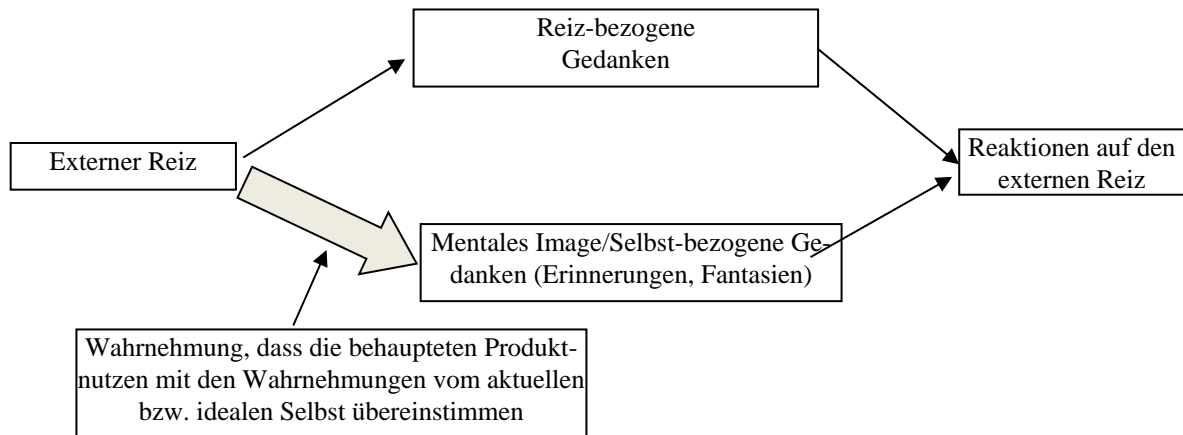 Reiz-bezogene
Gedanken
Externer Reiz
Reaktionen auf den
externen Reiz
Mentales Image/Selbst-bezogene Ge-
danken (Erinnerungen, Fantasien)
Wahrnehmung, dass die behaupteten Produkt-
nutzen mit den Wahrnehmungen vom aktuellen
bzw. idealen Selbst übereinstimmen